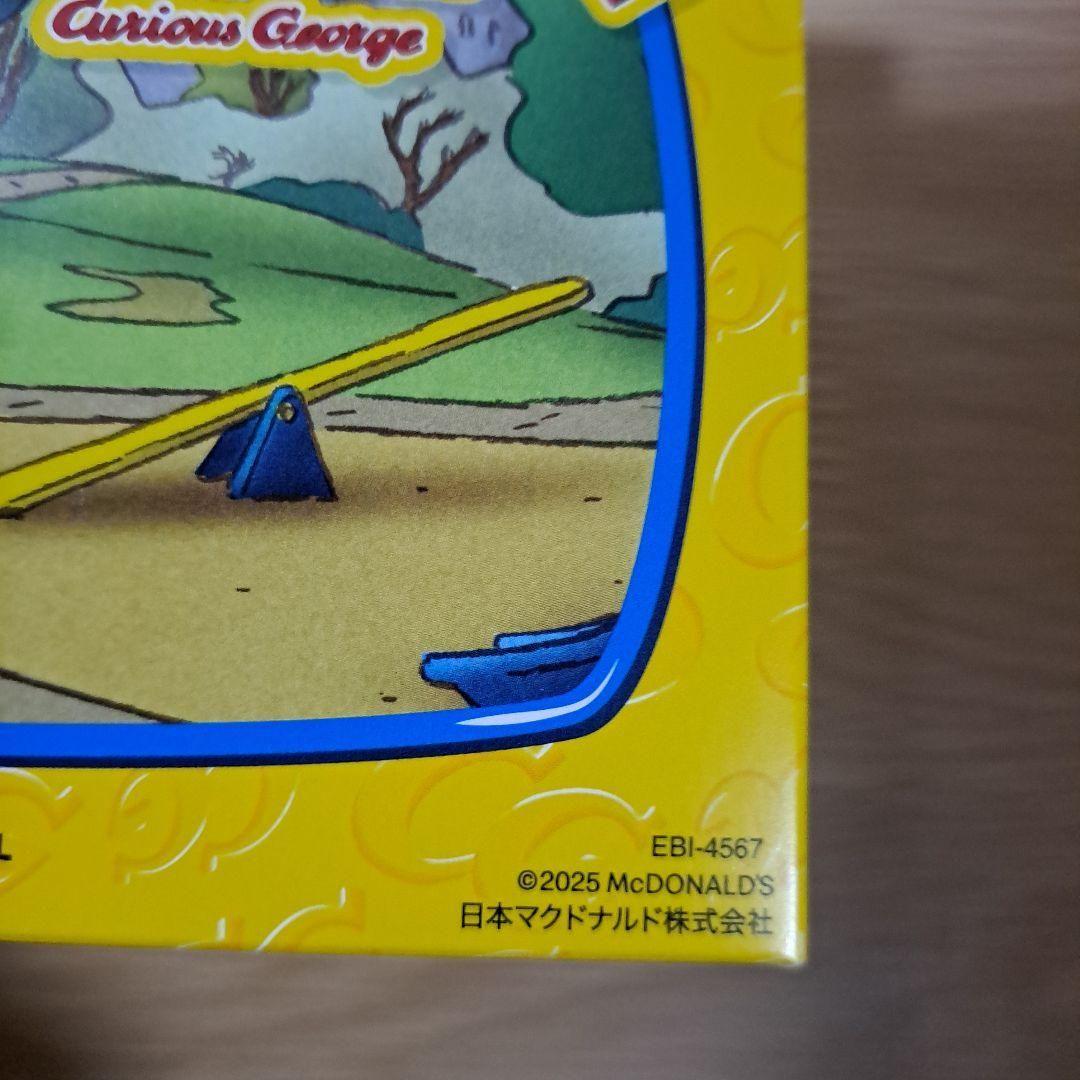 Curious George
L
EBI-4567
©2025 McDONALD'S
日本マクドナルド株式会社